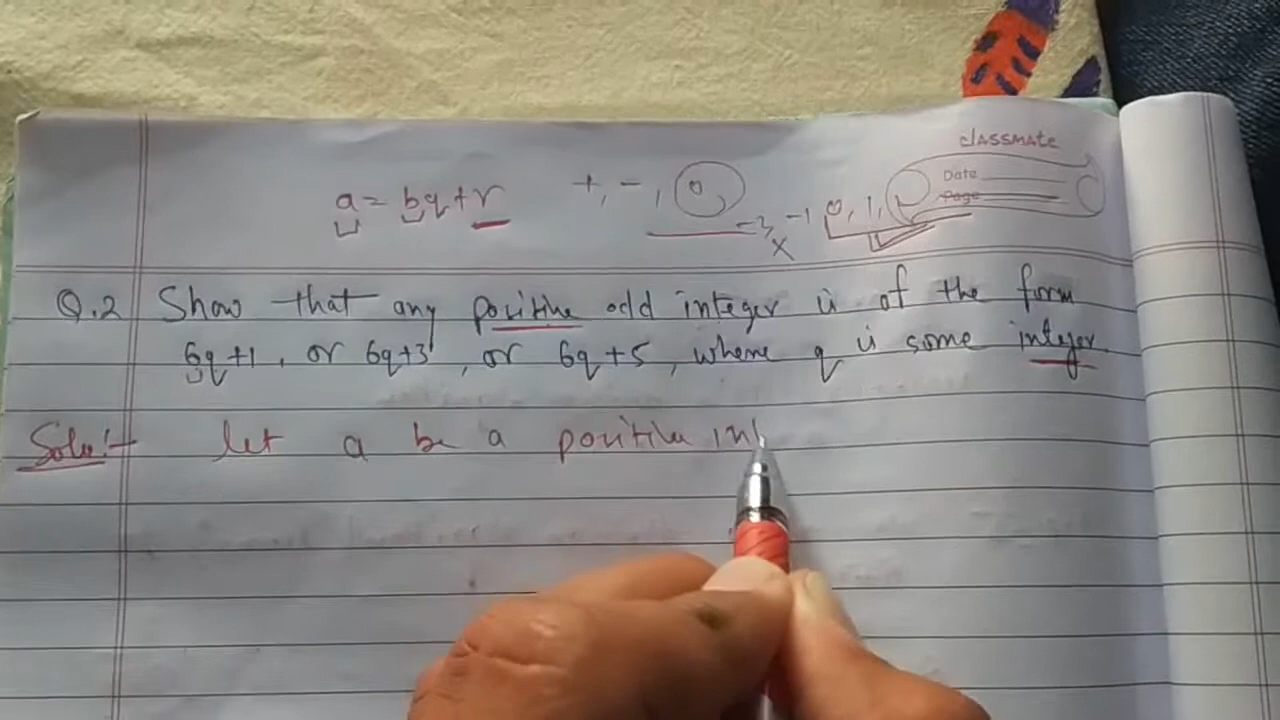 classmate
Date
Page
a = bq + r +, -, 0, -3, -1 0, 1,
x
Q.2 Show that any positive odd integer is of the form
6q+1, or 6q+3, or 6q+5, where q is some integer.
Solu:- let a be a positive int